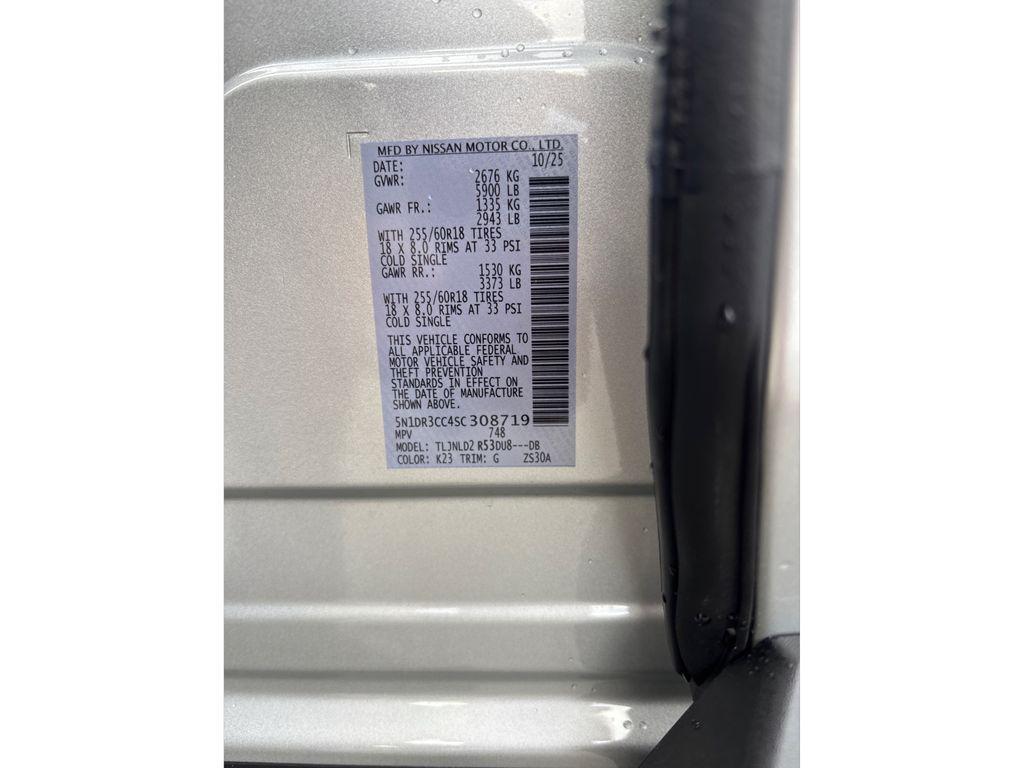 MFD BY NISSAN MOTOR CO., LTD.
DATE: 10/25
GVWR: 2676 KG
5900 LB
GAWR FR.: 1335 KG
2943 LB
WITH 255/60R18 TIRES
18 X 8.0 RIMS AT 33 PSI
COLD SINGLE
GAWR RR.: 1530 KG
3373 LB
WITH 255/60R18 TIRES
18 X 8.0 RIMS AT 33 PSI
COLD SINGLE
THIS VEHICLE CONFORMS TO
ALL APPLICABLE FEDERAL
MOTOR VEHICLE SAFETY AND
THEFT PREVENTION
STANDARDS IN EFFECT ON
THE DATE OF MANUFACTURE
SHOWN ABOVE.
5N1DR3CC4SC308719
MPV 748
MODEL: TLJNLD2 R53DU8---DB
COLOR: K23 TRIM: G ZS30A